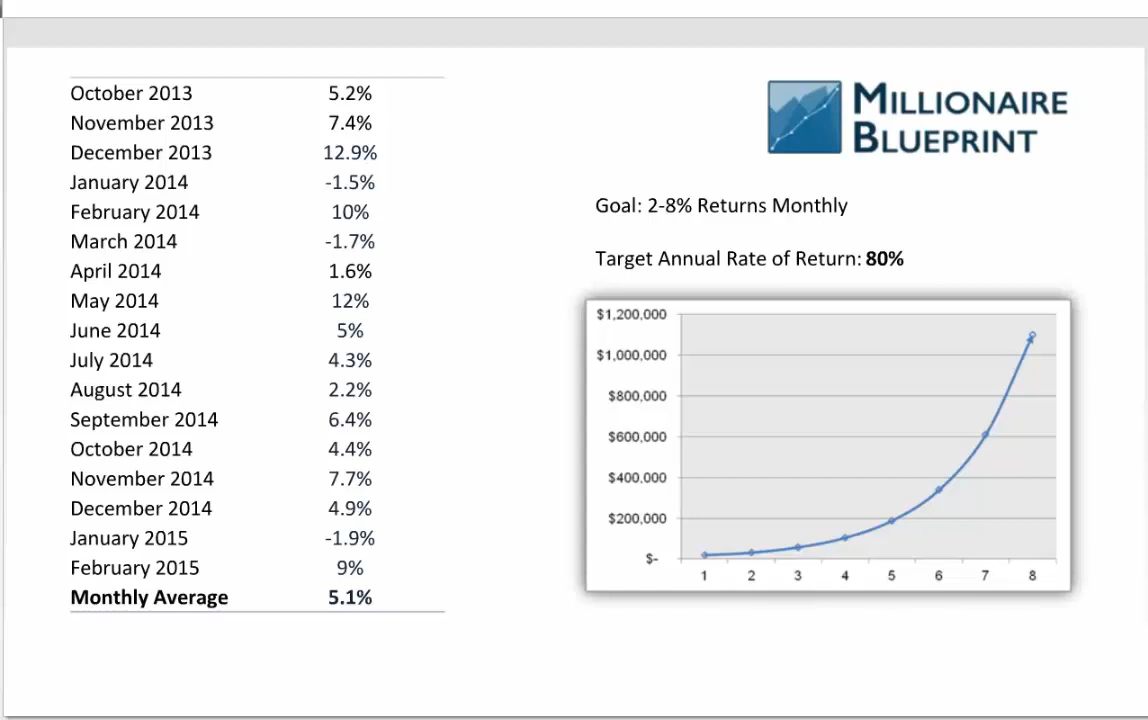 October 2013 5.2%
November 2013 7.4%
December 2013 12.9%
January 2014 -1.5%
February 2014 10%
March 2014 -1.7%
April 2014 1.6%
May 2014 12%
June 2014 5%
July 2014 4.3%
August 2014 2.2%
September 2014 6.4%
October 2014 4.4%
November 2014 7.7%
December 2014 4.9%
January 2015 -1.9%
February 2015 9%
Monthly Average 5.1%
MILLIONAIRE
BLUEPRINT
Goal: 2-8% Returns Monthly
Target Annual Rate of Return: 80%
$1,200,000
$1,000,000
$800,000
$600,000
$400,000
$200,000
$-
1 2 3 4 5 6 7 8